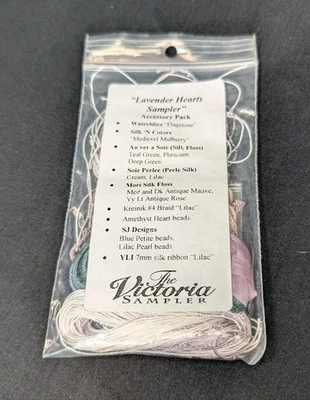 "Lavender Hearts
Sampler"
Accessory Pack
• Waterlilies "Flagstone"
• Silk 'N Colors
"Medieval Mulberry"
• Au ver a Soie (Silk Floss)
Teal Green, Platinum,
Deep Green
• Soie Perlee (Perle Silk)
Cream, Lilac
• Mori Silk Floss
Med and Dk Antique Mauve,
Vy Lt Antique Rose
• Kreinik #4 Braid "Lilac"
• Amethyst Heart beads
• SJ Designs
Blue Petite beads,
Lilac Pearl beads
• YLI 7mm silk ribbon "Lilac"
The
Victoria
SAMPLER